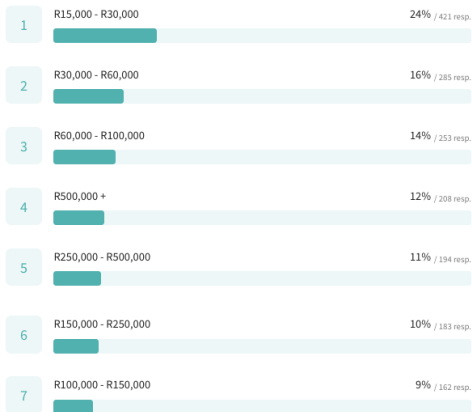 1 R15,000 - R30,000 24% / 421 resp.
2 R30,000 - R60,000 16% / 285 resp.
3 R60,000 - R100,000 14% / 253 resp.
4 R500,000 + 12% / 208 resp.
5 R250,000 - R500,000 11% / 194 resp.
6 R150,000 - R250,000 10% / 183 resp.
7 R100,000 - R150,000 9% / 162 resp.